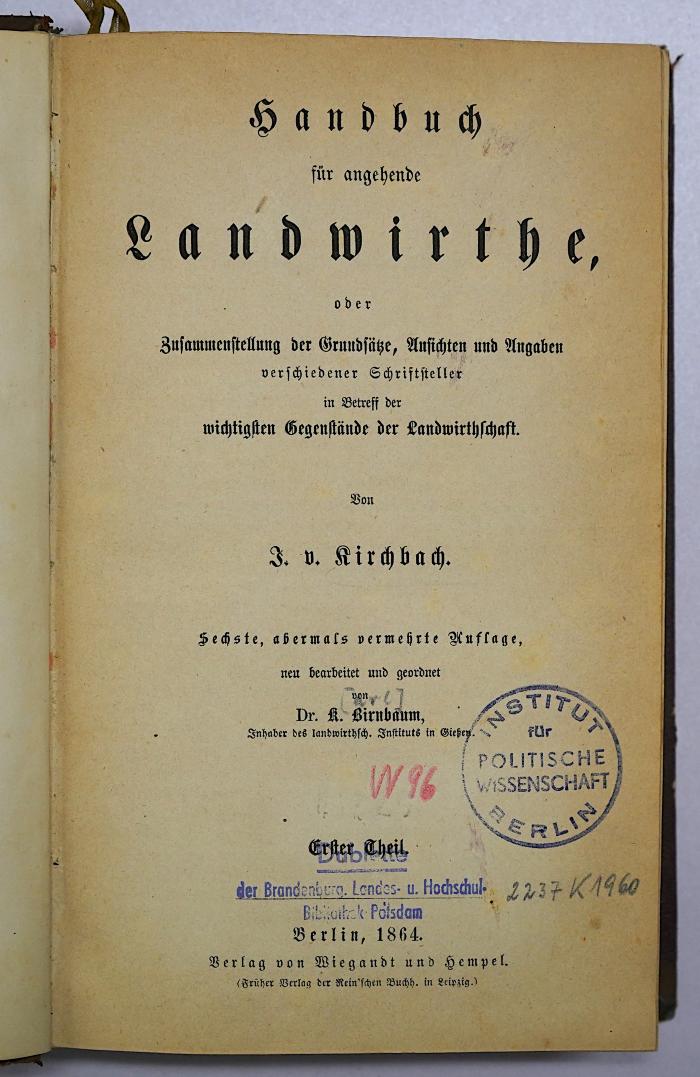 Handbuch
für angehende
Landwirthe,
oder
Zusammenstellung der Grundsätze, Ansichten und Angaben
verschiedener Schriftsteller
in Betreff der
wichtigsten Gegenstände der Landwirthschaft.
Von
J. v. Kirchbach.
Sechste, abermals vermehrte Auflage,
neu bearbeitet und geordnet
von
[arl]
Dr. K. Birnbaum,
Inhaber des landwirthsch. Instituts in Gießen.
INSTITUT
für
POLITISCHE
WISSENSCHAFT
BERLIN
W 96
Erster Theil.
Dublette
der Brandenburg. Landes- u. Hochschul-
Bibliothek Potsdam
2237 K 1960
Berlin, 1864.
Verlag von Wiegandt und Hempel.
(Früher Verlag der Rein'schen Buchh. in Leipzig.)